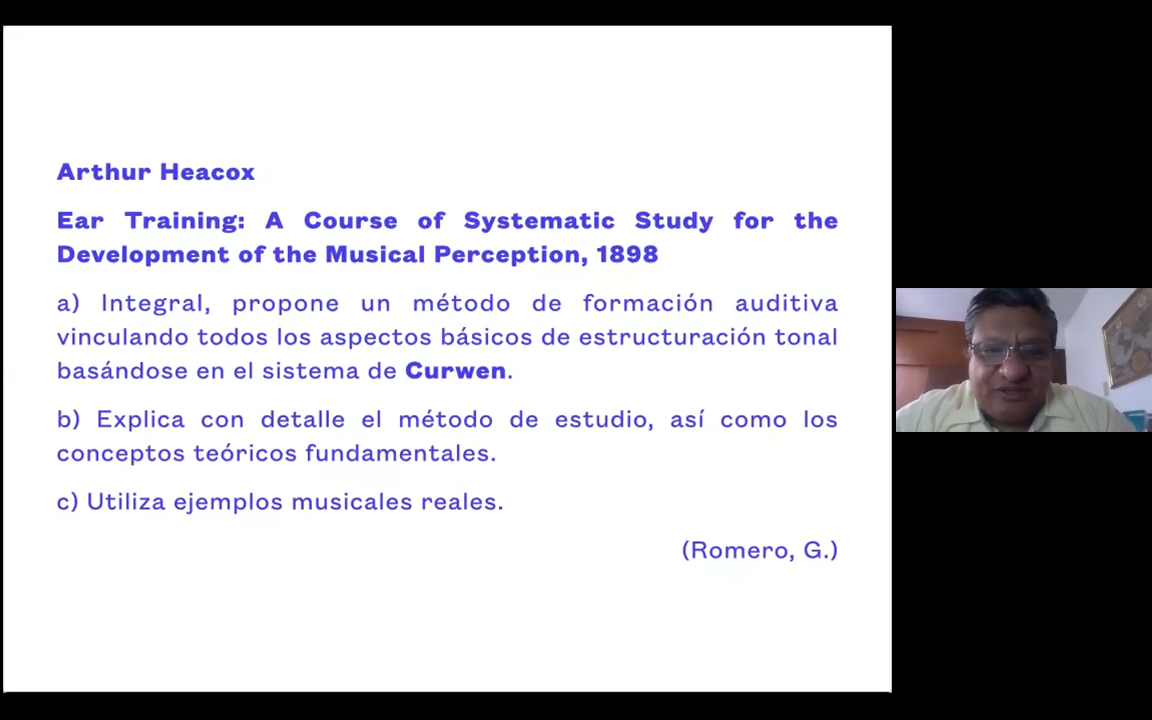 Arthur Heacox
Ear Training: A Course of Systematic Study for the
Development of the Musical Perception, 1898
a) Integral, propone un método de formación auditiva
vinculando todos los aspectos básicos de estructuración tonal
basándose en el sistema de Curwen.
b) Explica con detalle el método de estudio, así como los
conceptos teóricos fundamentales.
c) Utiliza ejemplos musicales reales.
(Romero, G.)